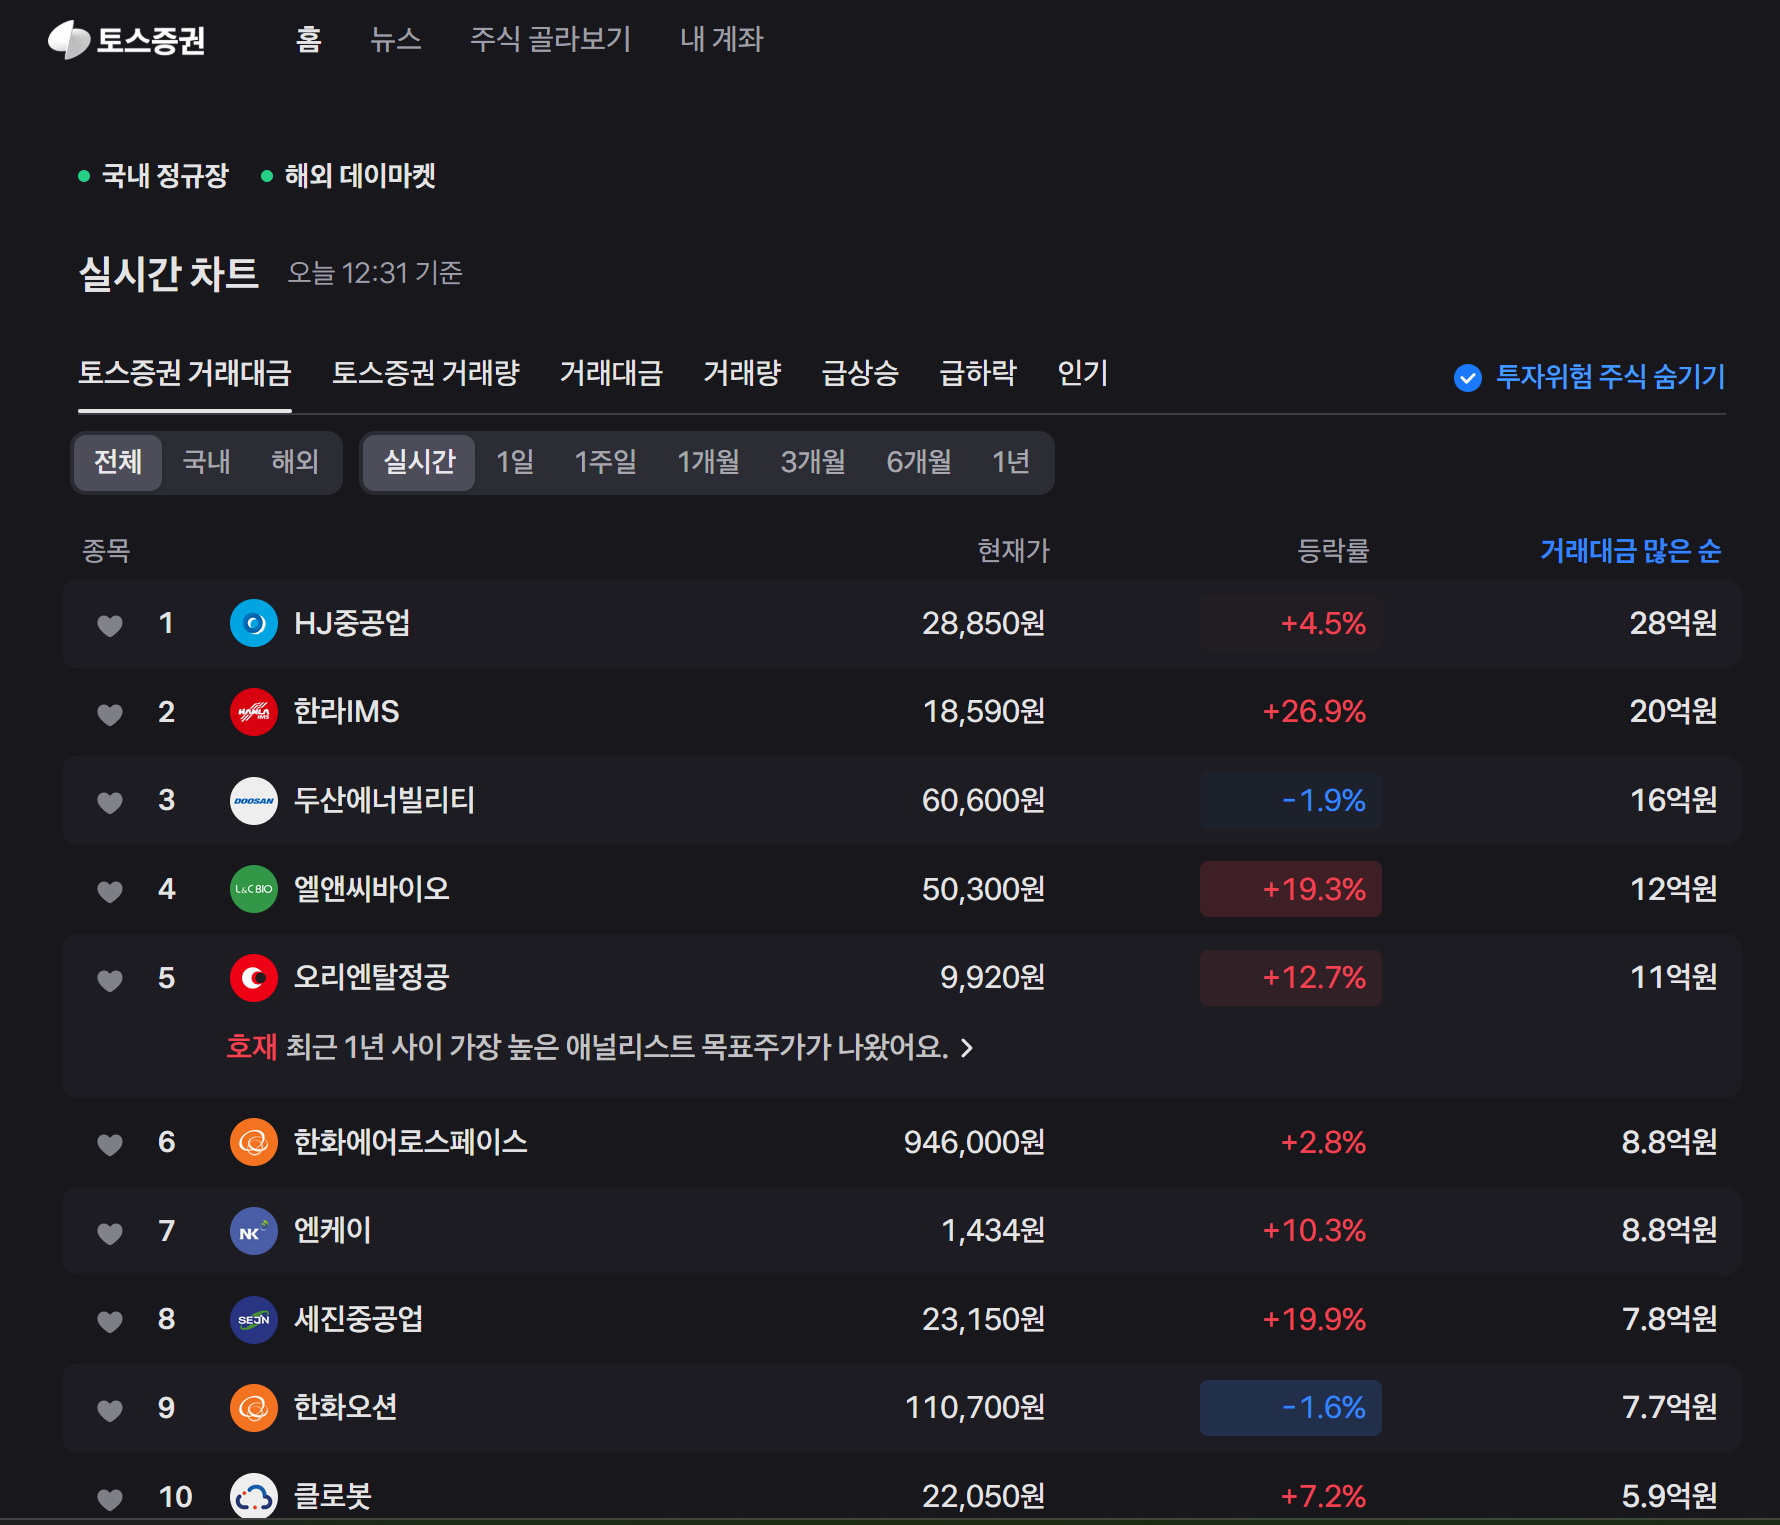 토스증권 홈 뉴스 주식 골라보기 내 계좌
국내 정규장 해외 데이마켓
실시간 차트 오늘 12:31 기준
토스증권 거래대금 토스증권 거래량 거래대금 거래량 급상승 급하락 인기 투자위험 주식 숨기기
전체 국내 해외 실시간 1일 1주일 1개월 3개월 6개월 1년
종목 현재가 등락률 거래대금 많은 순
1 HJ중공업 28,850원 +4.5% 28억원
2 HANLA IMS 한라IMS 18,590원 +26.9% 20억원
3 DOOSAN 두산에너빌리티 60,600원 -1.9% 16억원
4 L&C BIO 엘앤씨바이오 50,300원 +19.3% 12억원
5 오리엔탈정공 9,920원 +12.7% 11억원
호재 최근 1년 사이 가장 높은 애널리스트 목표주가가 나왔어요.
6 한화에어로스페이스 946,000원 +2.8% 8.8억원
7 NK 엔케이 1,434원 +10.3% 8.8억원
8 SEJIN 세진중공업 23,150원 +19.9% 7.8억원
9 한화오션 110,700원 -1.6% 7.7억원
10 클로봇 22,050원 +7.2% 5.9억원